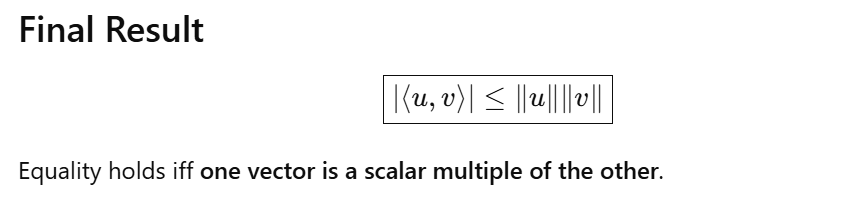 Final Result
|⟨u, v⟩| ≤ ∥u∥∥v∥
Equality holds iff one vector is a scalar multiple of the other.